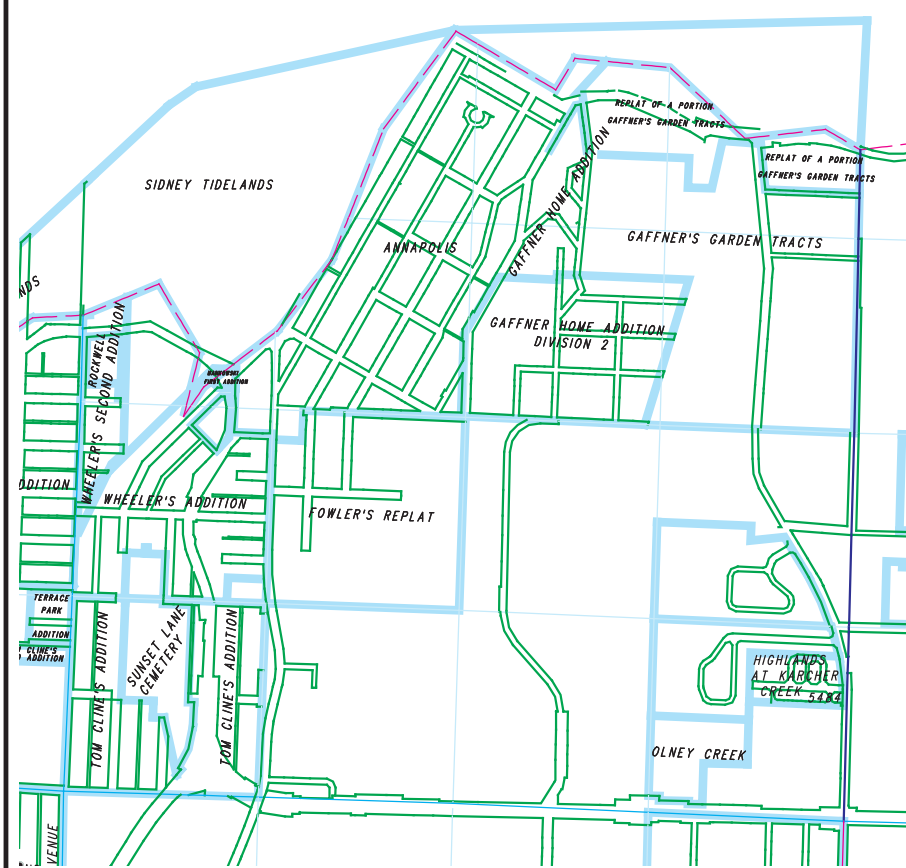 REPLAT OF A PORTION
GAFFNER'S GARDEN TRACTS
REPLAT OF A PORTION
GAFFNER'S GARDEN TRACTS
SIDNEY TIDELANDS
ANNAPOLIS
GAFFNER HOME ADDITION
GAFFNER'S GARDEN TRACTS
NDS
GAFFNER HOME ADDITION
DIVISION 2
ROCKWELL
WHEELER'S SECOND ADDITION
FIRST ADDITION
DDITION
WHEELER'S ADDITION
FOWLER'S REPLAT
TERRACE
PARK
ADDITION
CLINE'S
ADDITION
TOM CLINE'S ADDITION
SUNSET LANE
CEMETERY
TOM CLINE'S ADDITION
HIGHLANDS
AT KARCHER
CREEK 5484
OLNEY CREEK
VENUE